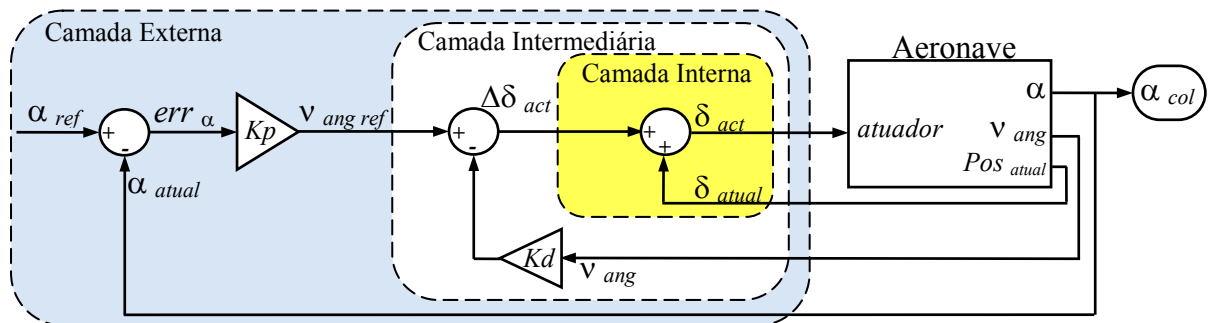 Camada Externa
Camada Intermediária
Camada Interna
Aeronave
α ref
+
-
err α
Kp
ν ang ref
+
-
Δδ act
+
+
δ act
atuador
α
ν ang
Pos atual
α col
α atual
δ atual
Kd
ν ang